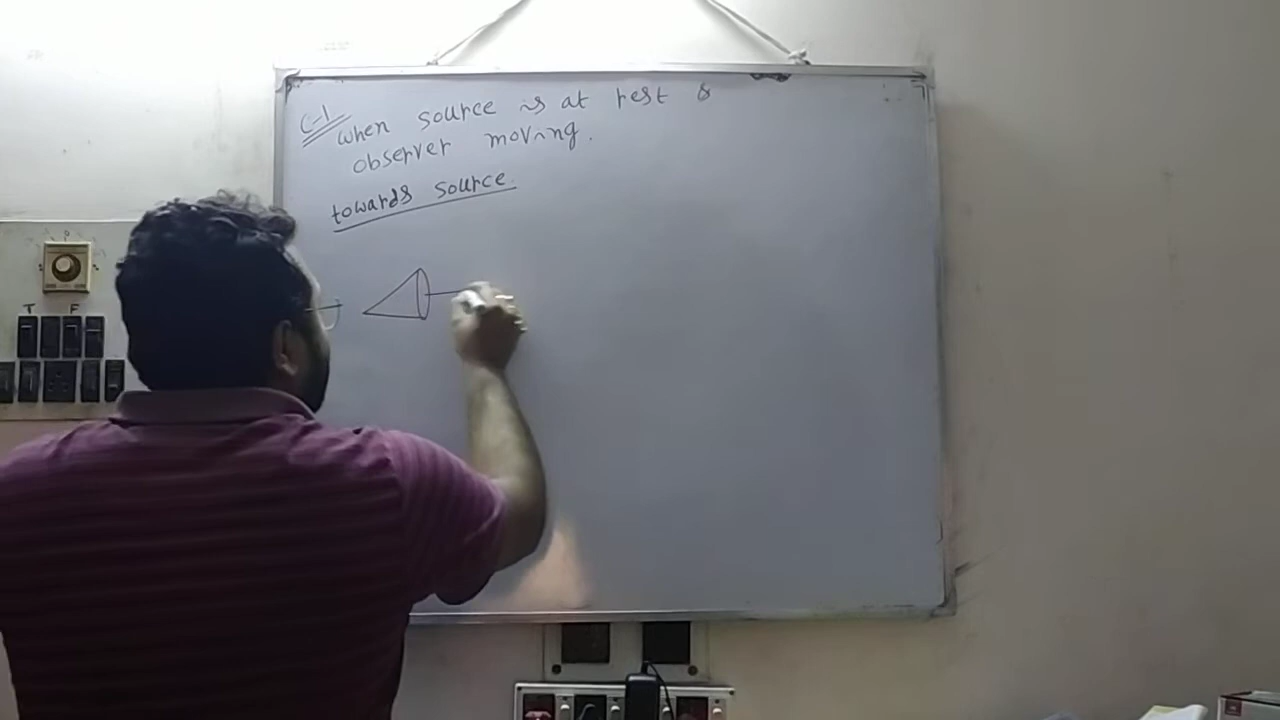 C-1
when source is at rest &
observer moving.
towards source.
T F